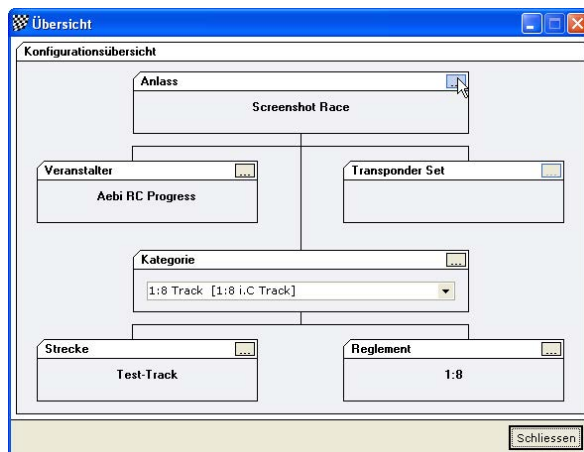 Übersicht
Konfigurationsübersicht
Anlass ...
Screenshot Race
Veranstalter ...
Transponder Set ...
Aebi RC Progress
Kategorie ...
1:8 Track [1:8 i.C Track]
Strecke ...
Reglement ...
Test-Track
1:8
Schliessen